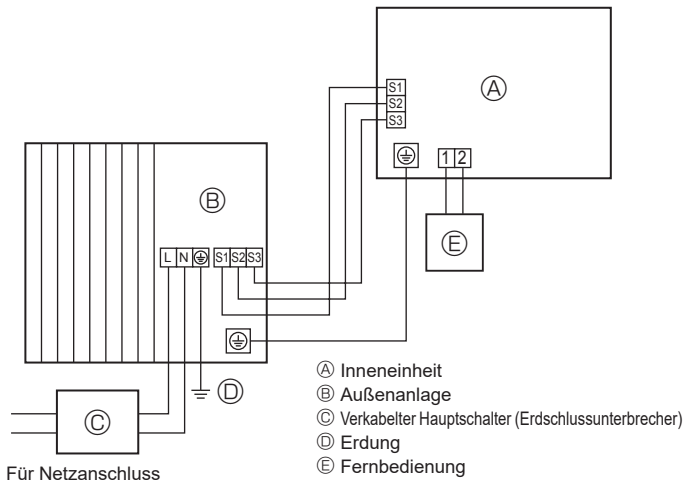 S1
S2
S3
Ⓐ
1 2
Ⓑ
Ⓔ
L N S1 S2 S3
Ⓓ
Ⓒ
Für Netzanschluss
Ⓐ Inneneinheit
Ⓑ Außenanlage
Ⓒ Verkabelter Hauptschalter (Erdschlussunterbrecher)
Ⓓ Erdung
Ⓔ Fernbedienung